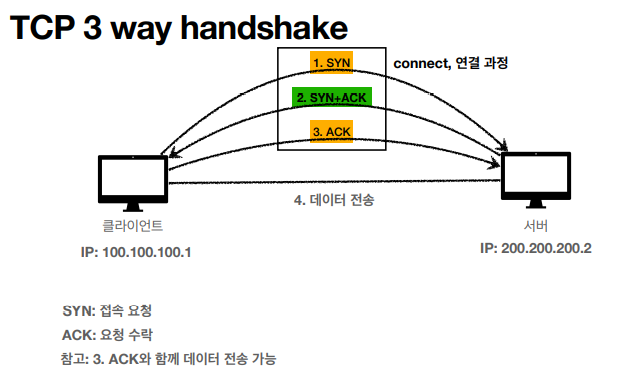 TCP 3 way handshake
1. SYN
connect, 연결 과정
2. SYN+ACK
3. ACK
4. 데이터 전송
클라이언트
서버
IP: 100.100.100.1
IP: 200.200.200.2
SYN: 접속 요청
ACK: 요청 수락
참고: 3. ACK와 함께 데이터 전송 가능